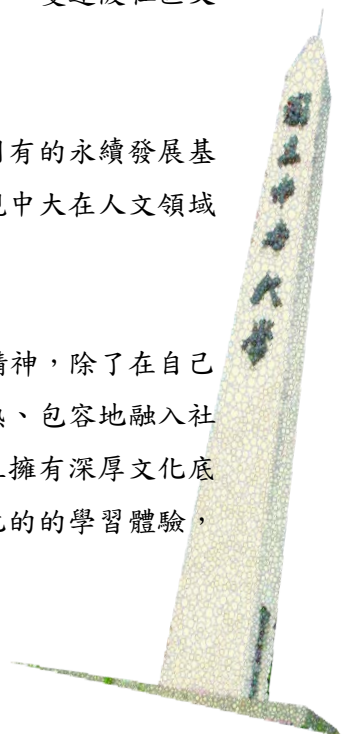 有的永續發展基
中大在人文領域
精神，除了在自己
、包容地融入社
擁有深厚文化底
的的學習體驗，
國立中央大學